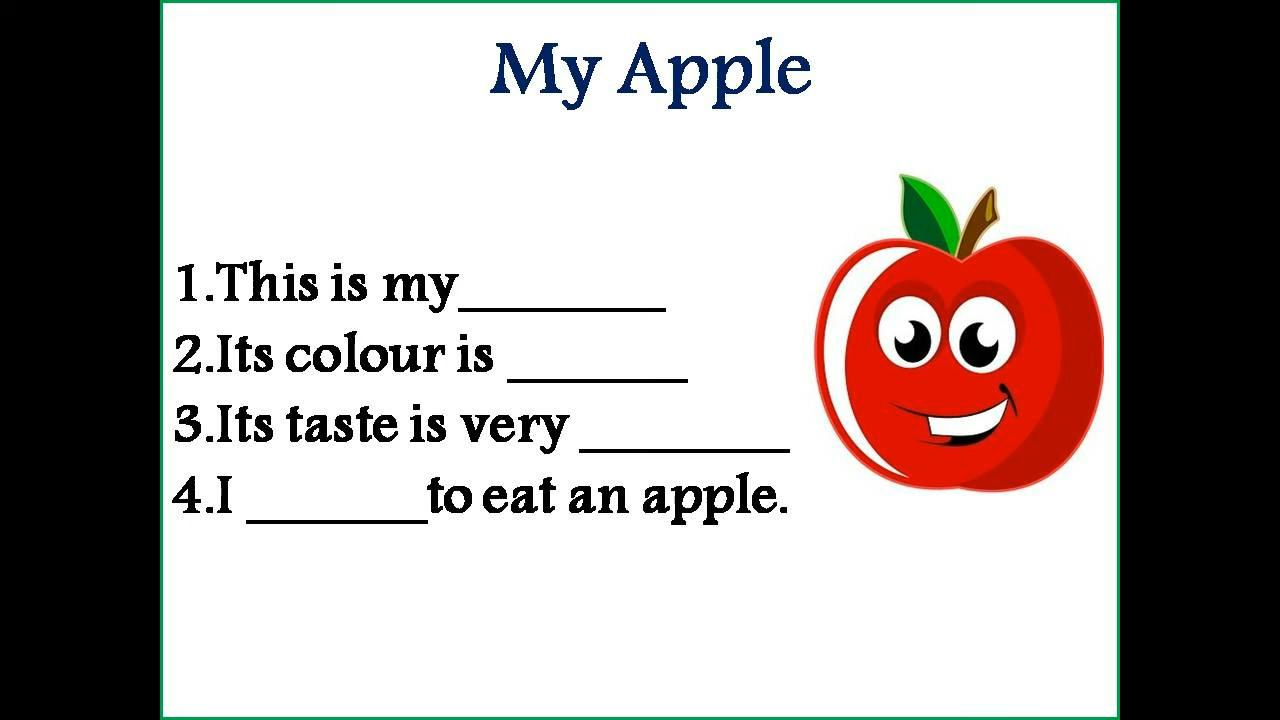 My Apple
1.This is my________
2.Its colour is _______
3.Its taste is very ________
4.I _______to eat an apple.